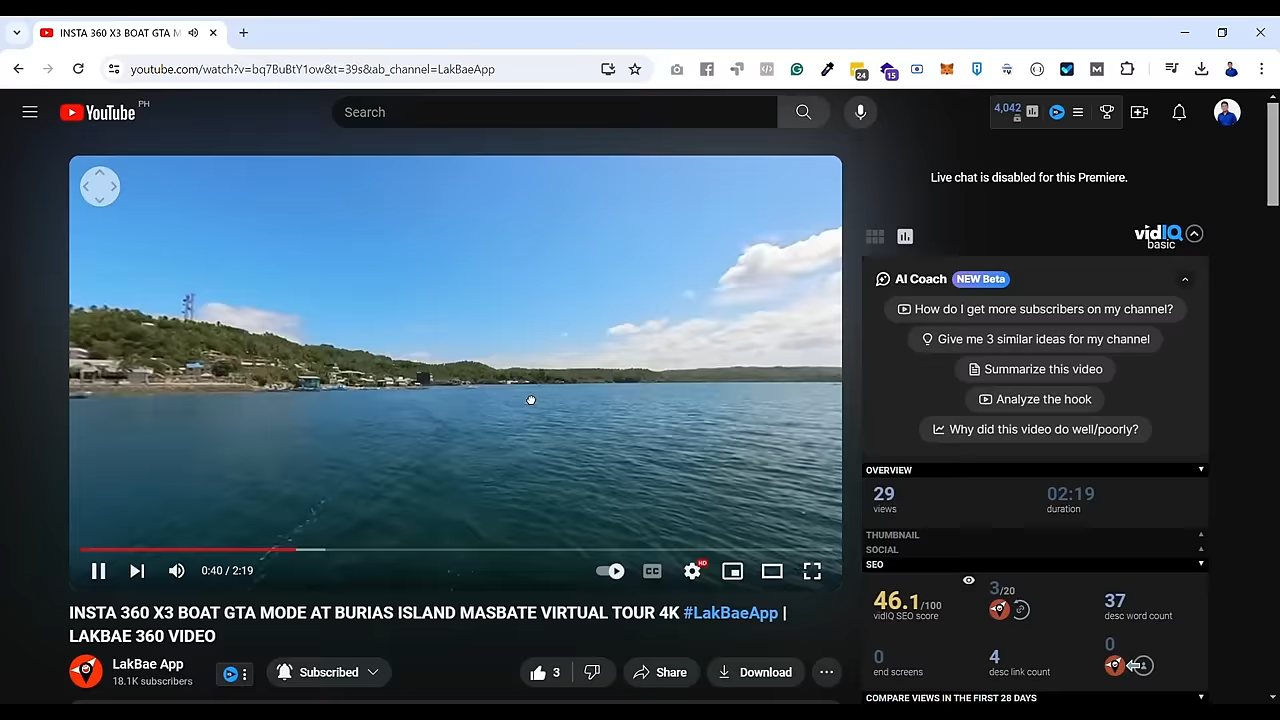 INSTA 360 X3 BOAT GTA M
youtube.com/watch?v=bq7BuBtY1ow&t=39s&ab_channel=LakBaeApp
24
15
M
YouTube PH
Search
4,042
Live chat is disabled for this Premiere.
vidIQ
basic
AI Coach NEW Beta
How do I get more subscribers on my channel?
Give me 3 similar ideas for my channel
Summarize this video
Analyze the hook
Why did this video do well/poorly?
OVERVIEW
29
views
02:19
duration
THUMBNAIL
SOCIAL
SEO
46.1/100
vidIQ SEO score
3/20
37
desc word count
0
end screens
4
desc link count
0
COMPARE VIEWS IN THE FIRST 28 DAYS
0:40 / 2:19
CC
HD
INSTA 360 X3 BOAT GTA MODE AT BURIAS ISLAND MASBATE VIRTUAL TOUR 4K #LakBaeApp |
LAKBAE 360 VIDEO
LakBae App
18.1K subscribers
Subscribed
3
Share
Download